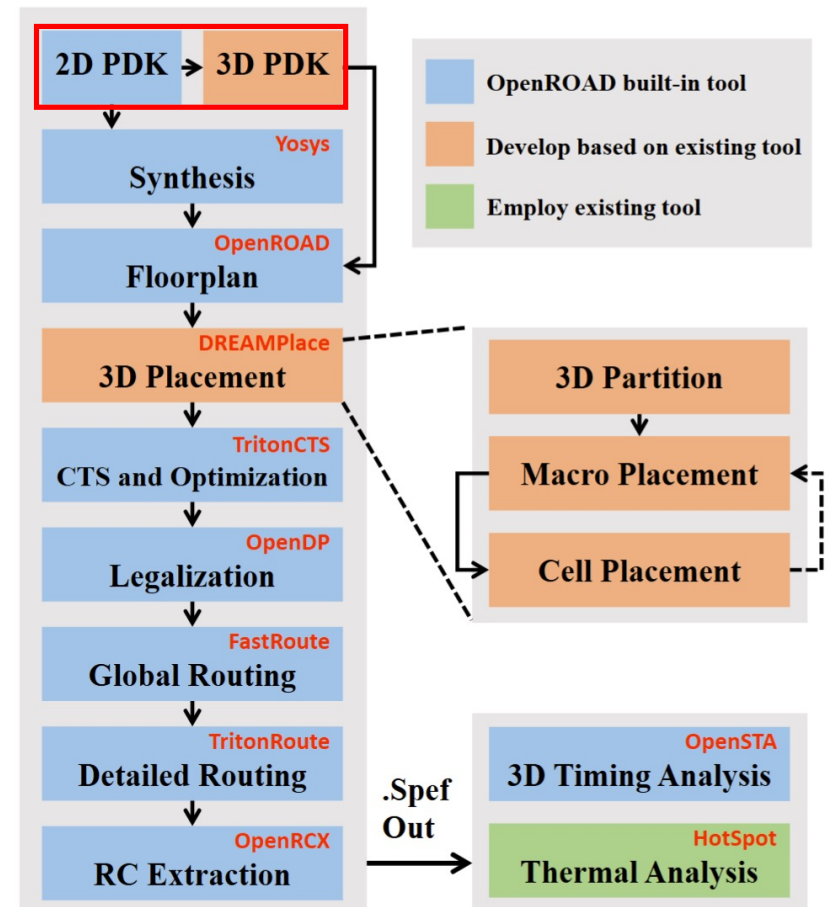 2D PDK
3D PDK
Yosys
Synthesis
OpenROAD
Floorplan
DREAMPlace
3D Placement
TritonCTS
CTS and Optimization
OpenDP
Legalization
FastRoute
Global Routing
TritonRoute
Detailed Routing
OpenRCX
RC Extraction
OpenROAD built-in tool
Develop based on existing tool
Employ existing tool
3D Partition
Macro Placement
Cell Placement
.Spef
Out
OpenSTA
3D Timing Analysis
HotSpot
Thermal Analysis